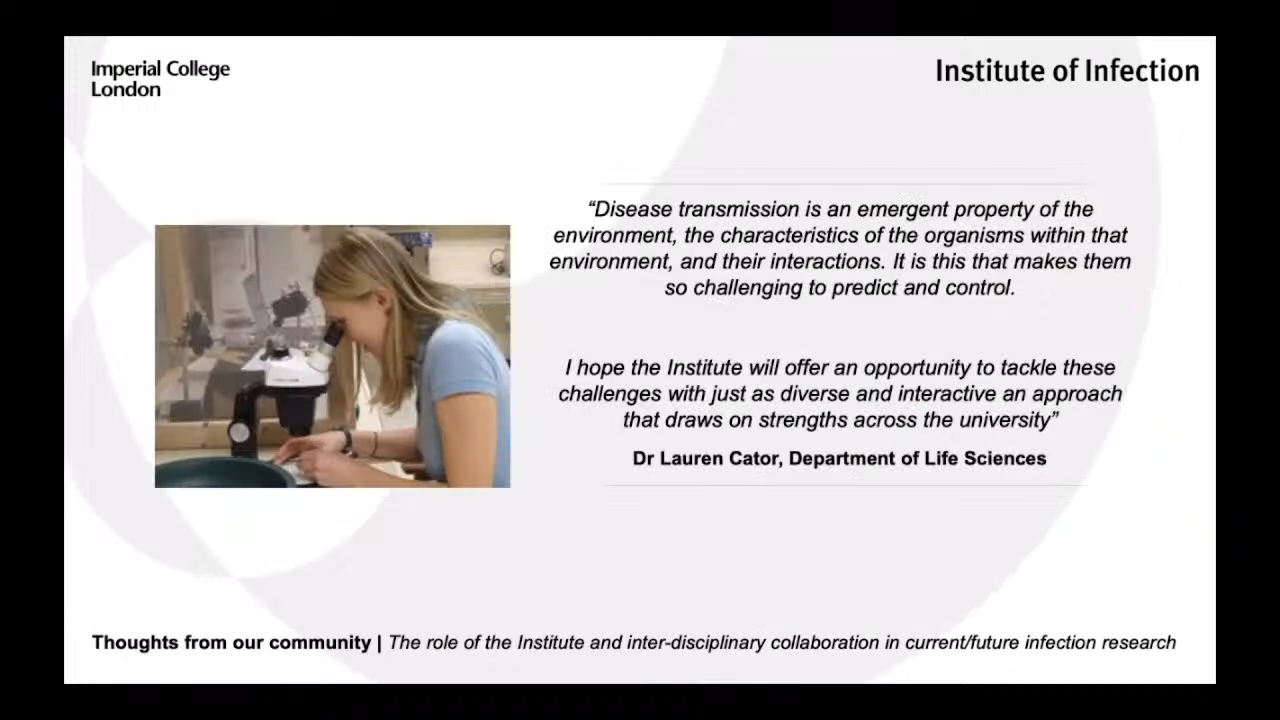 Imperial College
London
Institute of Infection
“Disease transmission is an emergent property of the
environment, the characteristics of the organisms within that
environment, and their interactions. It is this that makes them
so challenging to predict and control.
I hope the Institute will offer an opportunity to tackle these
challenges with just as diverse and interactive an approach
that draws on strengths across the university”
Dr Lauren Cator, Department of Life Sciences
Thoughts from our community | The role of the Institute and inter-disciplinary collaboration in current/future infection research